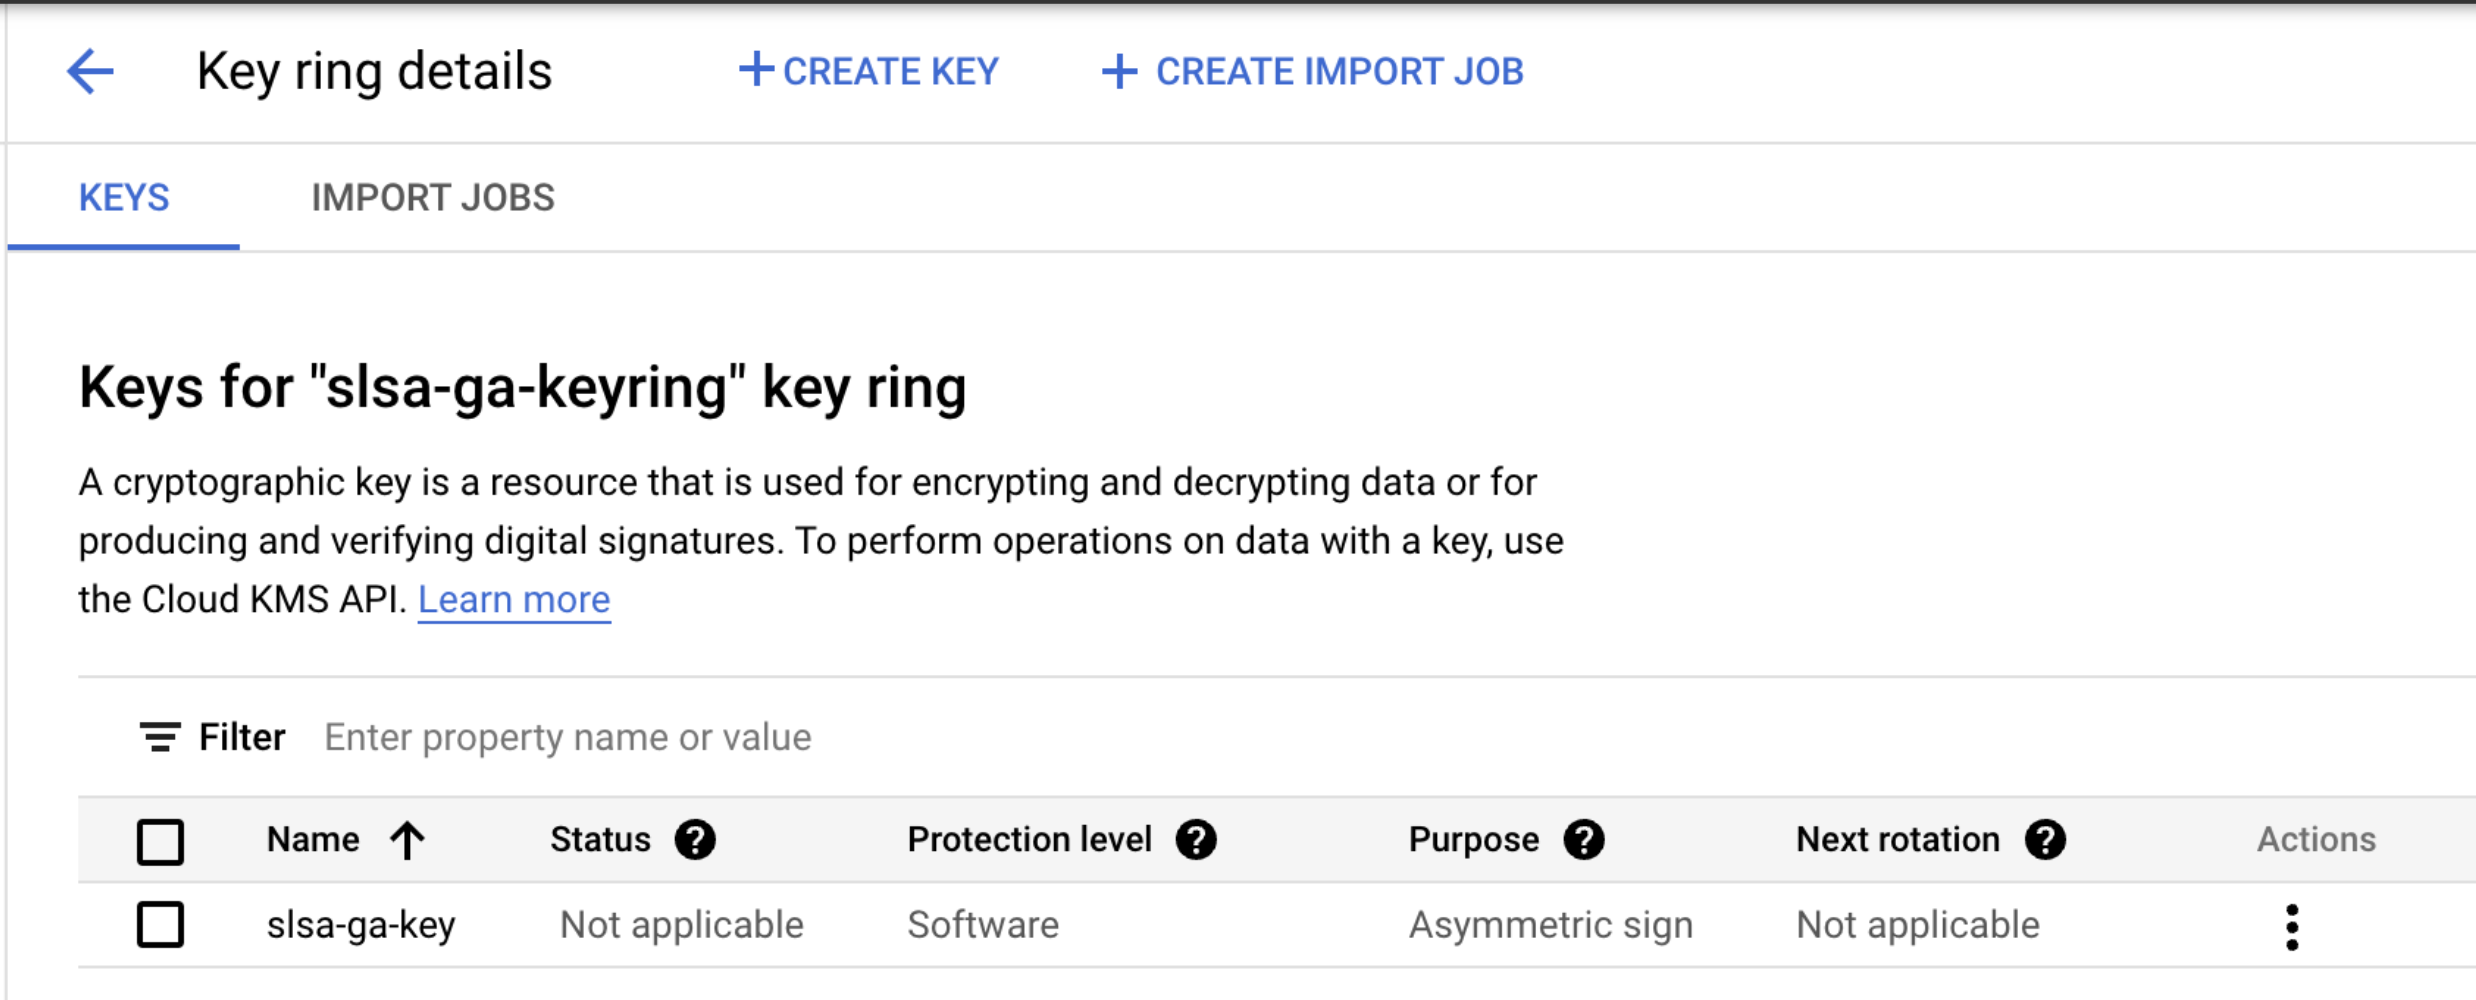 Key ring details
CREATE KEY
CREATE IMPORT JOB
KEYS
IMPORT JOBS
Keys for "slsa-ga-keyring" key ring
A cryptographic key is a resource that is used for encrypting and decrypting data or for
producing and verifying digital signatures. To perform operations on data with a key, use
the Cloud KMS API. Learn more
Filter Enter property name or value
Name Status Protection level Purpose Next rotation Actions
slsa-ga-key Not applicable Software Asymmetric sign Not applicable